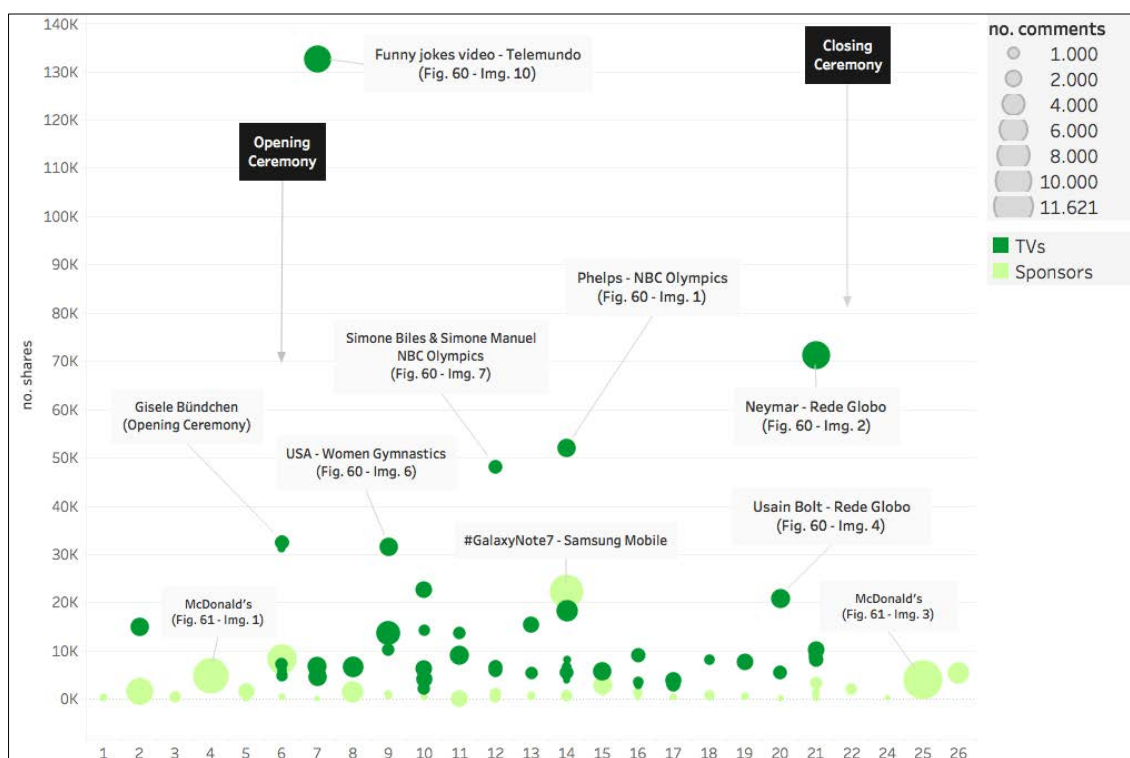 140K
130K
120K
110K
100K
90K
80K
70K
60K
50K
40K
30K
20K
10K
0K
no. shares
Funny jokes video - Telemundo
(Fig. 60 - Img. 10)
Opening
Ceremony
Closing
Ceremony
Phelps - NBC Olympics
(Fig. 60 - Img. 1)
Simone Biles & Simone Manuel
NBC Olympics
(Fig. 60 - Img. 7)
Gisele Bündchen
(Opening Ceremony)
USA - Women Gymnastics
(Fig. 60 - Img. 6)
Neymar - Rede Globo
(Fig. 60 - Img. 2)
Usain Bolt - Rede Globo
(Fig. 60 - Img. 4)
#GalaxyNote7 - Samsung Mobile
McDonald's
(Fig. 61 - Img. 1)
McDonald's
(Fig. 61 - Img. 3)
1 2 3 4 5 6 7 8 9 10 11 12 13 14 15 16 17 18 19 20 21 22 24 25 26
no. comments
1.000
2.000
4.000
6.000
8.000
10.000
11.621
TVs
Sponsors